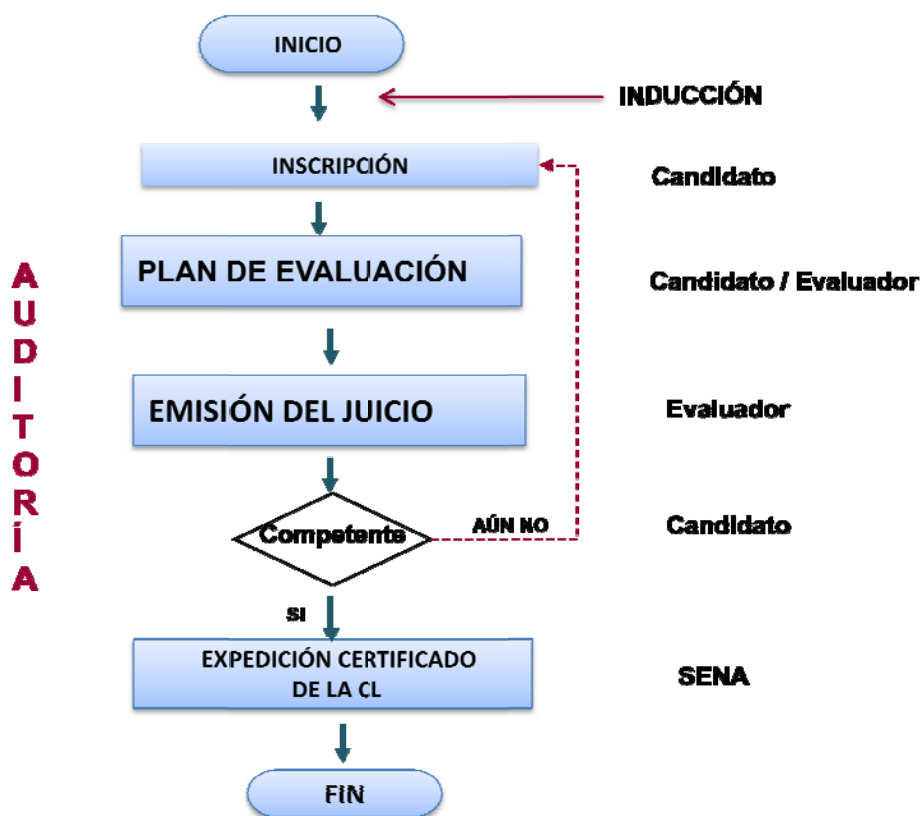 INICIO
INDUCCIÓN
INSCRIPCIÓN
Candidato
PLAN DE EVALUACIÓN
Candidato / Evaluador
AUDITORÍA
EMISIÓN DEL JUICIO
Evaluador
Competente
AÚN NO
Candidato
SI
EXPEDICIÓN CERTIFICADO
DE LA CL
SENA
FIN